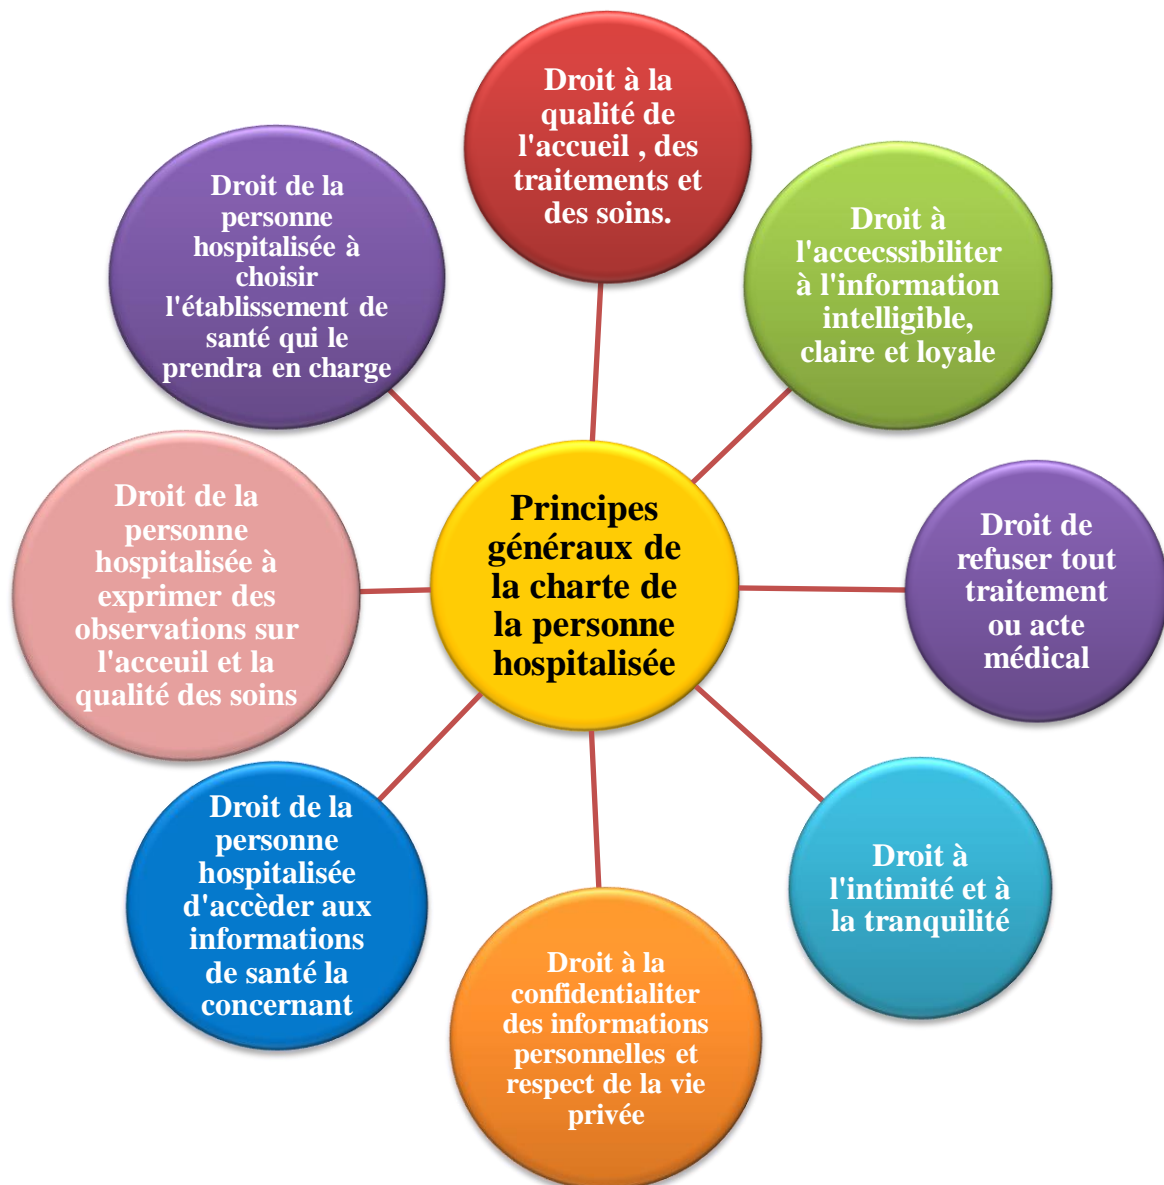 Droit à la
qualité de
l'accueil , des
traitements et
des soins.
Droit à
l'accecssibiliter
à l'information
intelligible,
claire et loyale
Droit de
refuser tout
traitement
ou acte
médical
Droit à
l'intimité et à
la tranquilité
Droit à la
confidentialiter
des informations
personnelles et
respect de la vie
privée
Droit de la
personne
hospitalisée
d'accèder aux
informations
de santé la
concernant
Droit de la
personne
hospitalisée à
exprimer des
observations sur
l'acceuil et la
qualité des soins
Droit de la
personne
hospitalisée à
choisir
l'établissement de
santé qui le
prendra en charge
Principes
généraux de
la charte de
la personne
hospitalisée